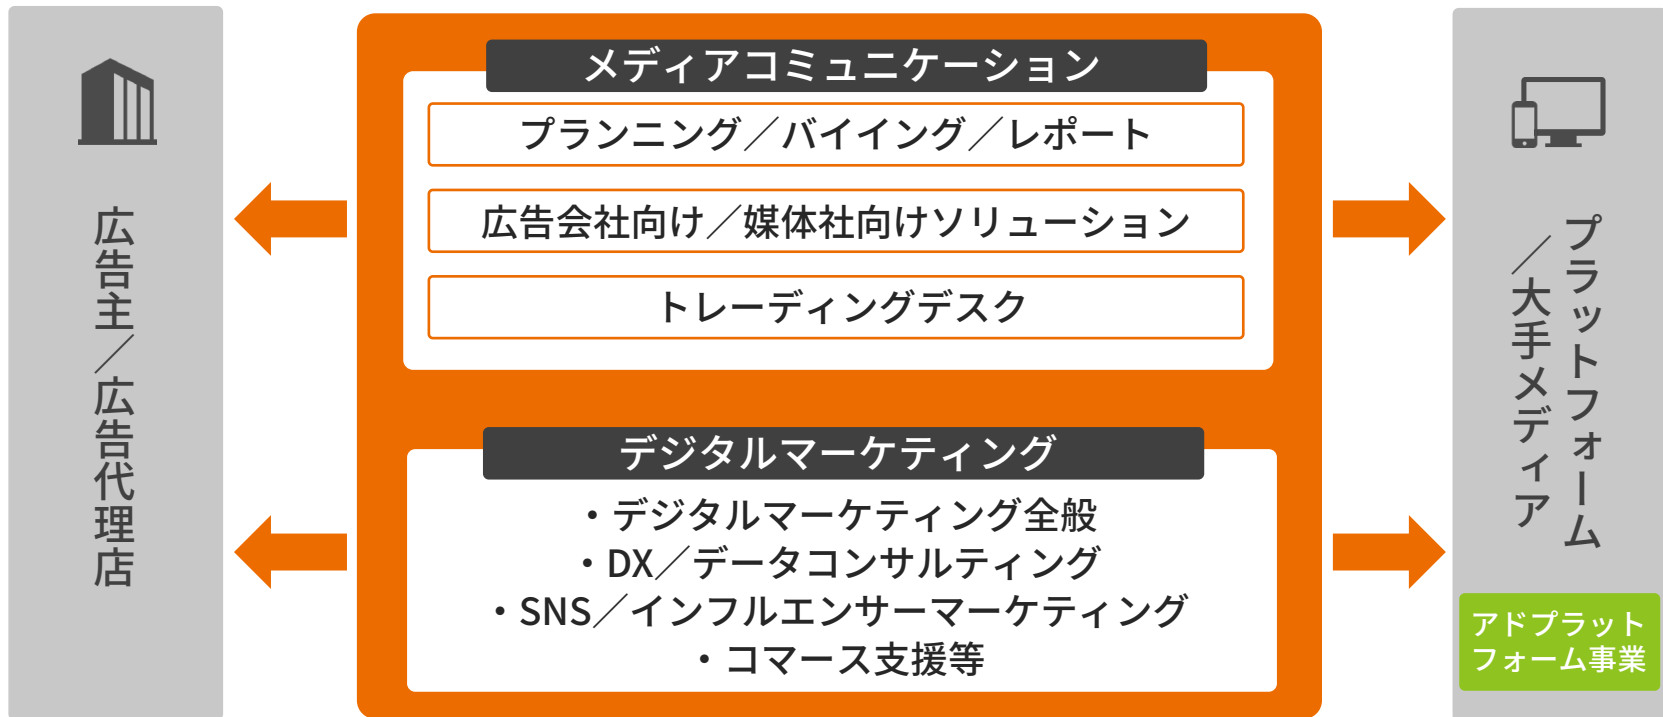 広告主／広告代理店
メディアコミュニケーション
プランニング／バイイング／レポート
広告会社向け／媒体社向けソリューション
トレーディングデスク
デジタルマーケティング
・デジタルマーケティング全般
・DX／データコンサルティング
・SNS／インフルエンサーマーケティング
・コマース支援等
プラットフォーム
／大手メディア
アドプラット
フォーム事業